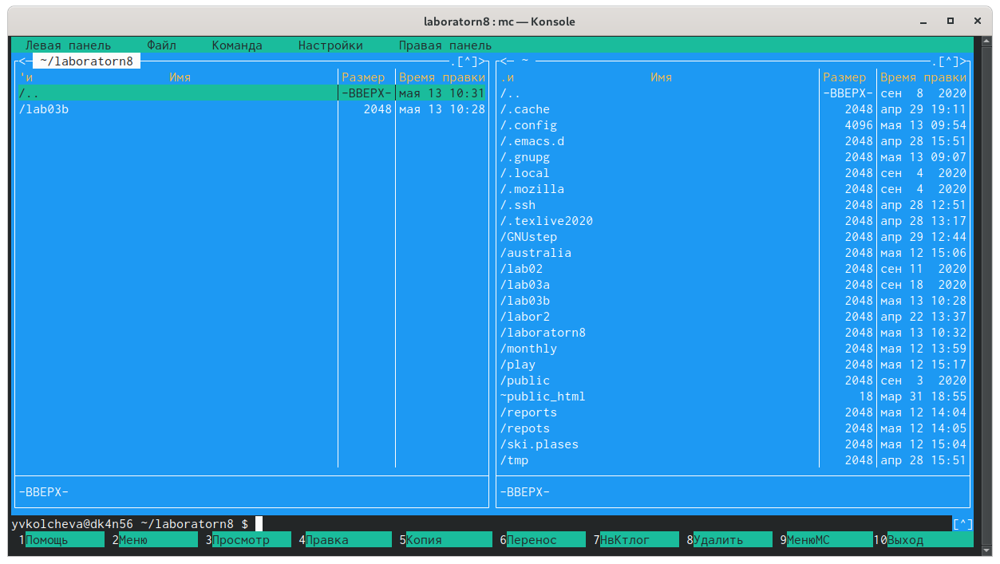 laboratorn8 : mc — Konsole
Левая панель Файл Команда Настройки Правая панель
<— ~/laboratorn8 .[^]> <— ~ .[^]>
'и Имя Размер Время правки .и Имя Размер Время правки
/.. -ВВЕРХ- мая 13 10:31 /.. -ВВЕРХ- сен 8 2020
/lab03b 2048 мая 13 10:28 /.cache 2048 апр 29 19:11
/.config 4096 мая 13 09:54
/.emacs.d 2048 апр 28 15:51
/.gnupg 2048 мая 13 09:07
/.local 2048 сен 4 2020
/.mozilla 2048 сен 4 2020
/.ssh 2048 апр 28 12:51
/.texlive2020 2048 апр 28 13:17
/GNUstep 2048 апр 29 12:44
/australia 2048 мая 12 15:06
/lab02 2048 сен 11 2020
/lab03a 2048 сен 18 2020
/lab03b 2048 мая 13 10:28
/labor2 2048 апр 22 13:37
/laboratorn8 2048 мая 13 10:32
/monthly 2048 мая 12 13:59
/play 2048 мая 12 15:17
/public 2048 сен 3 2020
~public_html 18 мар 31 18:55
/reports 2048 мая 12 14:04
/repots 2048 мая 12 14:05
/ski.plases 2048 мая 12 15:04
/tmp 2048 апр 28 15:51
-ВВЕРХ- -ВВЕРХ-
yvkolcheva@dk4n56 ~/laboratorn8 $ [^]
1Помощь 2Меню 3Просмотр 4Правка 5Копия 6Перенос 7НвКтлог 8Удалить 9МенюМС 10Выход